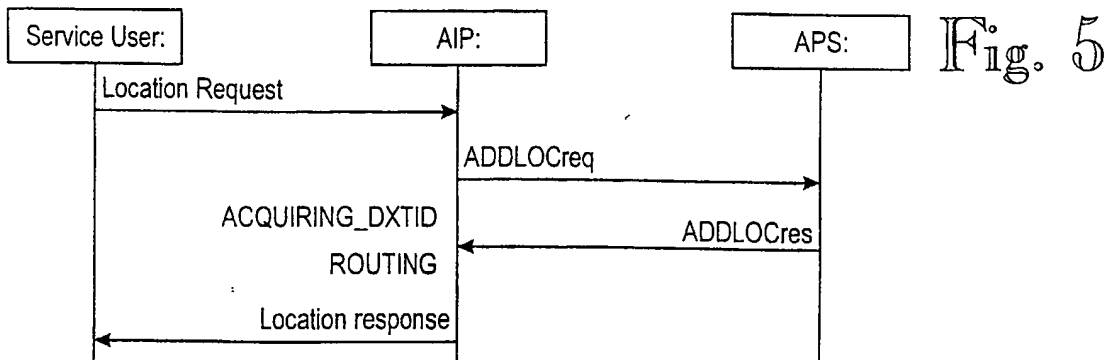 Service User:
AIP:
APS:
Fig. 5
Location Request
ADDLOCreq
ACQUIRING_DXTID
ADDLOCres
ROUTING
Location response